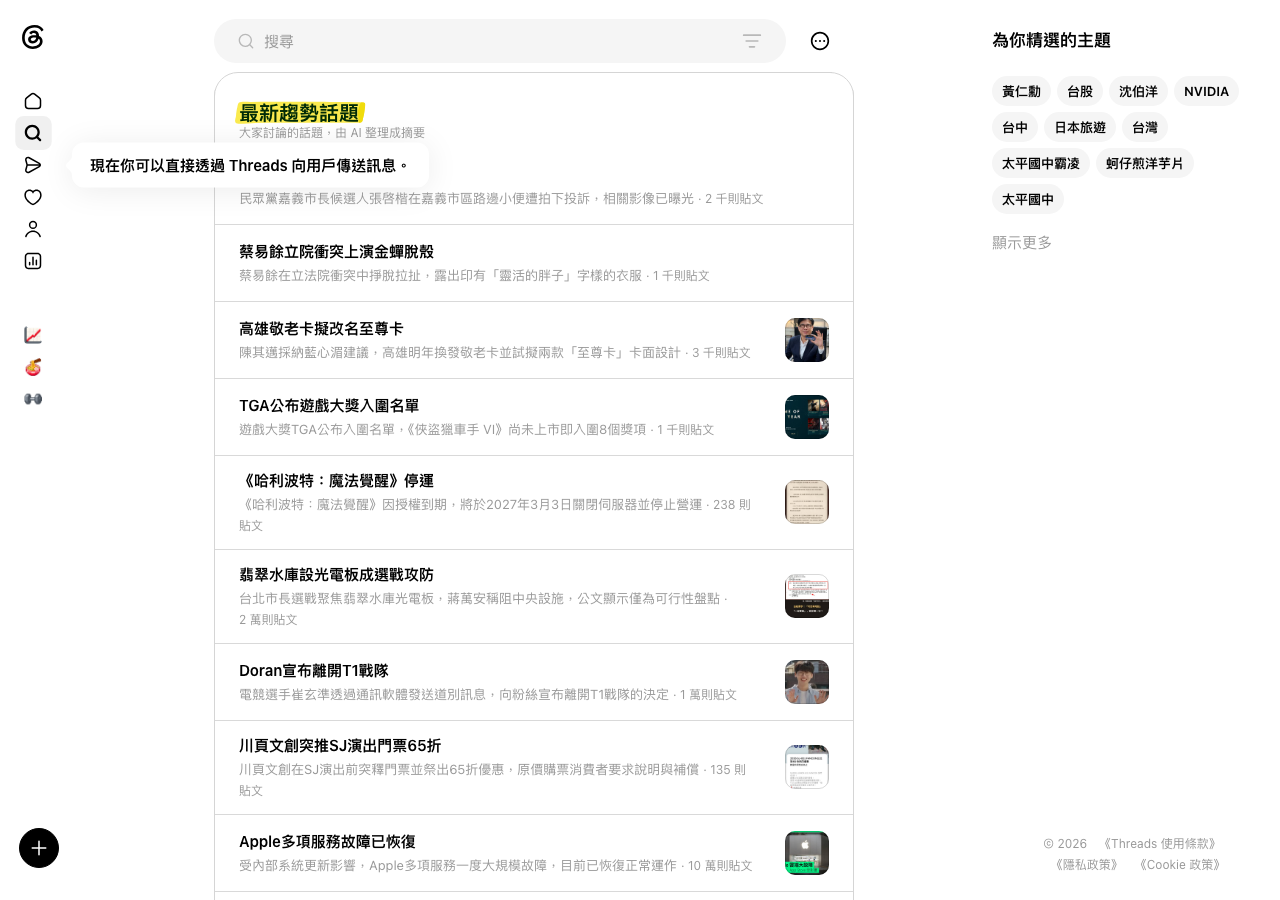 搜尋
最新趨勢話題
大家討論的話題，由 AI 整理成摘要
現在你可以直接透過 Threads 向用戶傳送訊息。
民眾黨嘉義市長候選人張啓楷在嘉義市區路邊小便遭拍下投訴，相關影像已曝光 · 2 千則貼文
蔡易餘立院衝突上演金蟬脫殼
蔡易餘在立法院衝突中掙脫拉扯，露出印有「靈活的胖子」字樣的衣服 · 1 千則貼文
高雄敬老卡擬改名至尊卡
陳其邁採納藍心湄建議，高雄明年換發敬老卡並試擬兩款「至尊卡」卡面設計 · 3 千則貼文
TGA公布遊戲大獎入圍名單
遊戲大獎TGA公布入圍名單，《俠盜獵車手 VI》尚未上市即入圍8個獎項 · 1 千則貼文
《哈利波特：魔法覺醒》停運
《哈利波特：魔法覺醒》因授權到期，將於2027年3月3日關閉伺服器並停止營運 · 238 則
貼文
翡翠水庫設光電板成選戰攻防
台北市長選戰聚焦翡翠水庫光電板，蔣萬安稱阻中央設施，公文顯示僅為可行性盤點 ·
2 萬則貼文
Doran宣布離開T1戰隊
電競選手崔玄準透過通訊軟體發送道別訊息，向粉絲宣布離開T1戰隊的決定 · 1 萬則貼文
川頁文創突推SJ演出門票65折
川頁文創在SJ演出前突釋門票並祭出65折優惠，原價購票消費者要求說明與補償 · 135 則
貼文
Apple多項服務故障已恢復
受內部系統更新影響，Apple多項服務一度大規模故障，目前已恢復正常運作 · 10 萬則貼文
為你精選的主題
黃仁勳 台股 沈伯洋 NVIDIA
台中 日本旅遊 台灣
太平國中霸凌 蚵仔煎洋芋片
太平國中
顯示更多
© 2026 《Threads 使用條款》
《隱私政策》 《Cookie 政策》